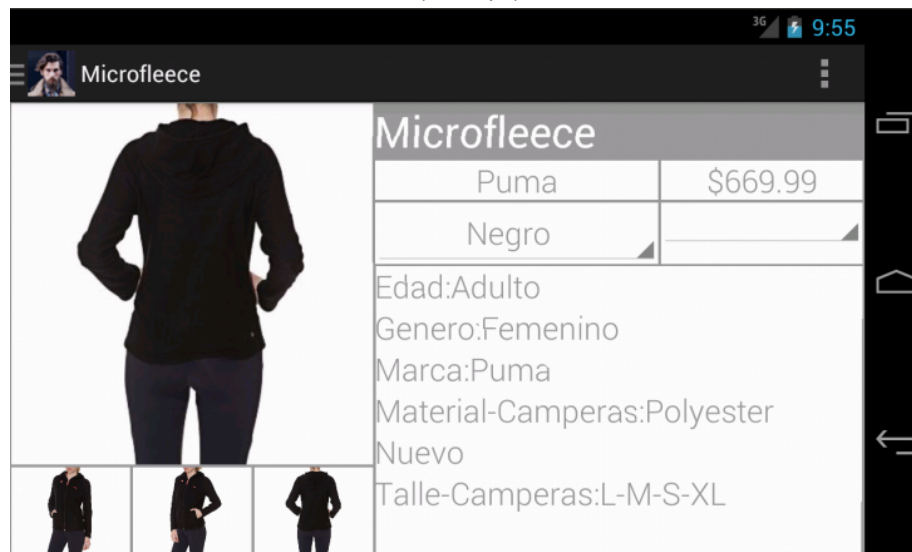 3G 9:55
Microfleece
Microfleece
Puma $669.99
Negro
Edad:Adulto
Genero:Femenino
Marca:Puma
Material-Camperas:Polyester
Nuevo
Talle-Camperas:L-M-S-XL